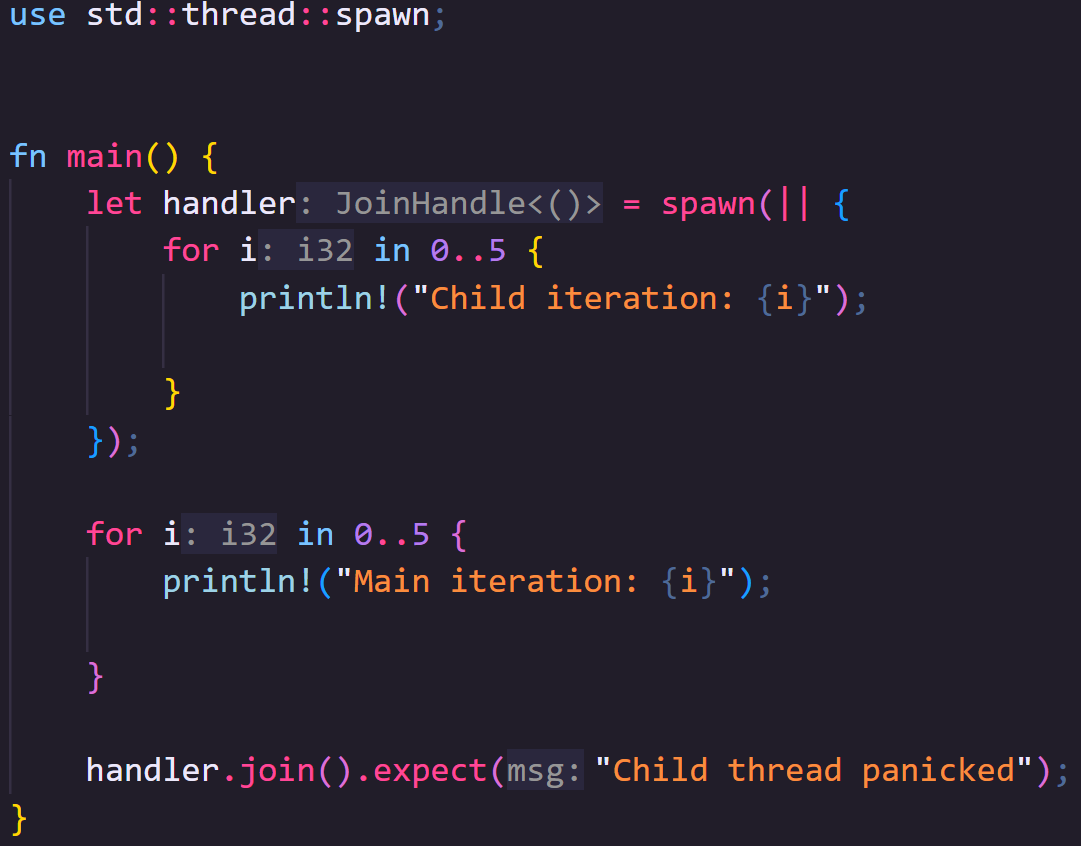 use std::thread::spawn;
fn main() {
    let handler: JoinHandle<()> = spawn(|| {
        for i: i32 in 0..5 {
            println!("Child iteration: {i}");
        }
    });
    for i: i32 in 0..5 {
        println!("Main iteration: {i}");
    }
    handler.join().expect(msg: "Child thread panicked");
}